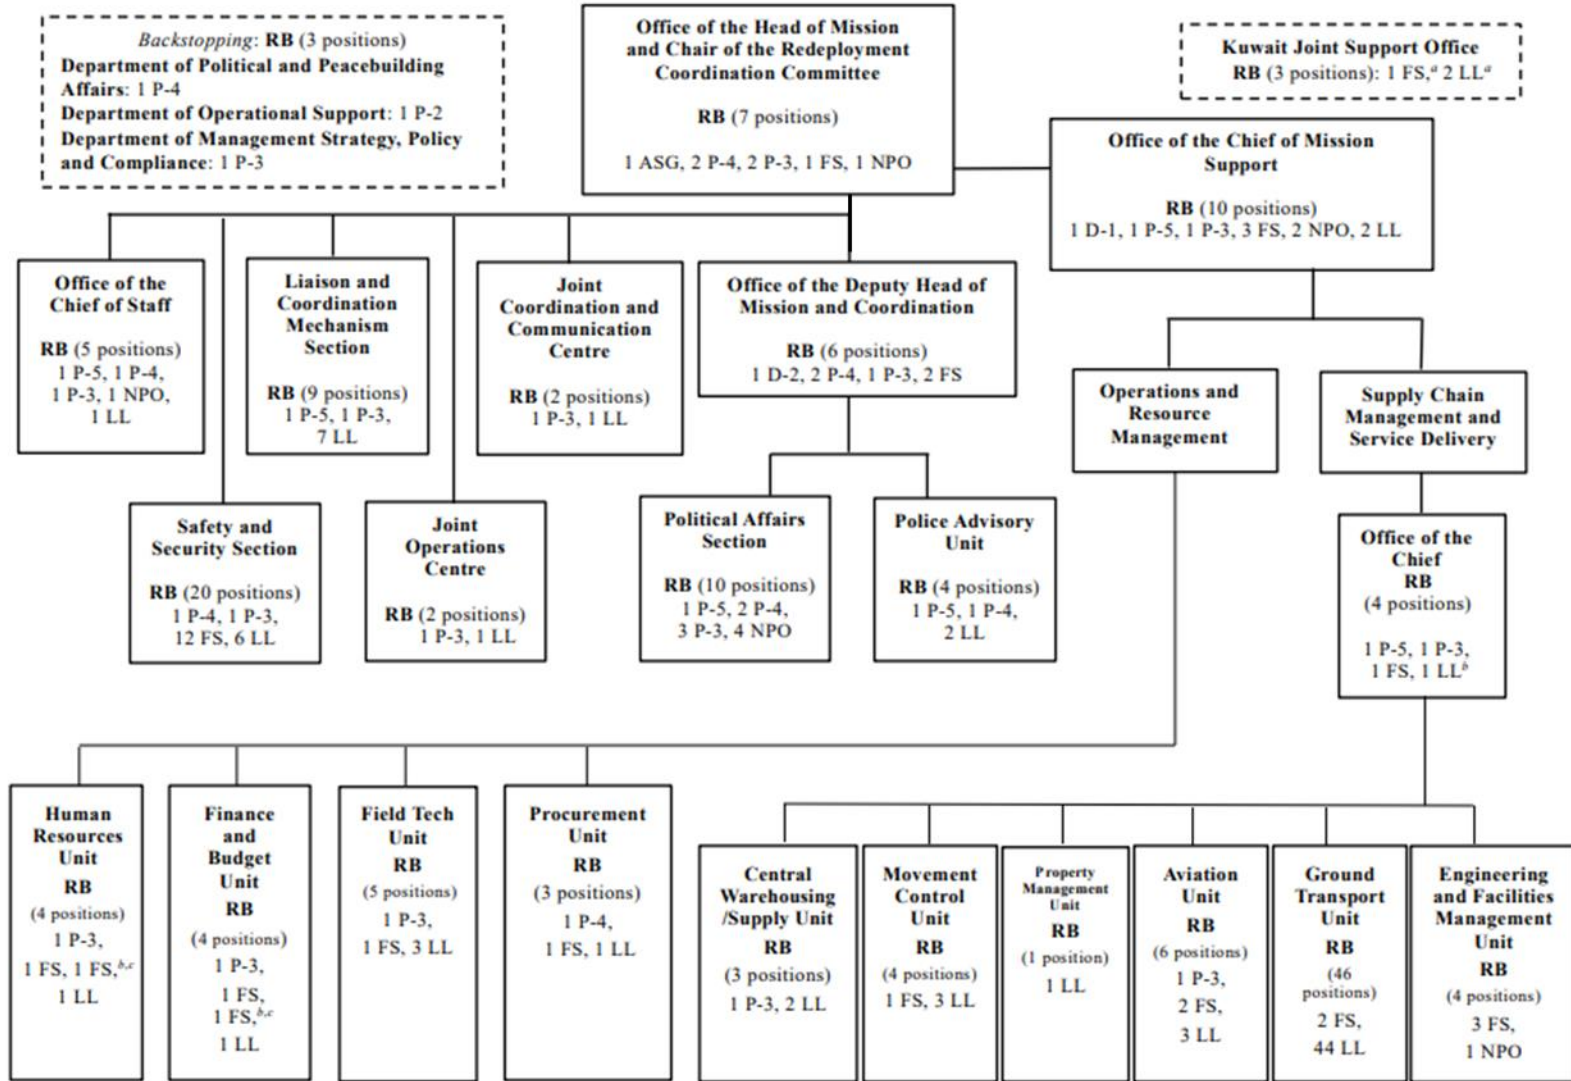 Backstopping: RB (3 positions)
Department of Political and Peacebuilding
Affairs: 1 P-4
Department of Operational Support: 1 P-2
Department of Management Strategy, Policy
and Compliance: 1 P-3
Office of the Head of Mission
and Chair of the Redeployment
Coordination Committee
RB (7 positions)
1 ASG, 2 P-4, 2 P-3, 1 FS, 1 NPO
Kuwait Joint Support Office
RB (3 positions): 1 FS,a 2 LLa
Office of the Chief of Mission
Support
RB (10 positions)
1 D-1, 1 P-5, 1 P-3, 3 FS, 2 NPO, 2 LL
Office of the
Chief of Staff
RB (5 positions)
1 P-5, 1 P-4,
1 P-3, 1 NPO,
1 LL
Liaison and
Coordination
Mechanism
Section
RB (9 positions)
1 P-5, 1 P-3,
7 LL
Joint
Coordination and
Communication
Centre
RB (2 positions)
1 P-3, 1 LL
Office of the Deputy Head of
Mission and Coordination
RB (6 positions)
1 D-2, 2 P-4, 1 P-3, 2 FS
Operations and
Resource
Management
Supply Chain
Management and
Service Delivery
Safety and
Security Section
RB (20 positions)
1 P-4, 1 P-3,
12 FS, 6 LL
Joint
Operations
Centre
RB (2 positions)
1 P-3, 1 LL
Political Affairs
Section
RB (10 positions)
1 P-5, 2 P-4,
3 P-3, 4 NPO
Police Advisory
Unit
RB (4 positions)
1 P-5, 1 P-4,
2 LL
Office of the
Chief
RB
(4 positions)
1 P-5, 1 P-3,
1 FS, 1 LLb
Human
Resources
Unit
RB
(4 positions)
1 P-3,
1 FS, 1 FS,b,c
1 LL
Finance
and
Budget
Unit
RB
(4 positions)
1 P-3,
1 FS,
1 FS,b,c
1 LL
Field Tech
Unit
RB
(5 positions)
1 P-3,
1 FS, 3 LL
Procurement
Unit
RB
(3 positions)
1 P-4,
1 FS, 1 LL
Central
Warehousing
/Supply Unit
RB
(3 positions)
1 P-3, 2 LL
Movement
Control
Unit
RB
(4 positions)
1 FS, 3 LL
Property
Management
Unit
RB
(1 position)
1 LL
Aviation
Unit
RB
(6 positions)
1 P-3,
2 FS,
3 LL
Ground
Transport
Unit
RB
(46
positions)
2 FS,
44 LL
Engineering
and Facilities
Management
Unit
RB
(4 positions)
3 FS,
1 NPO